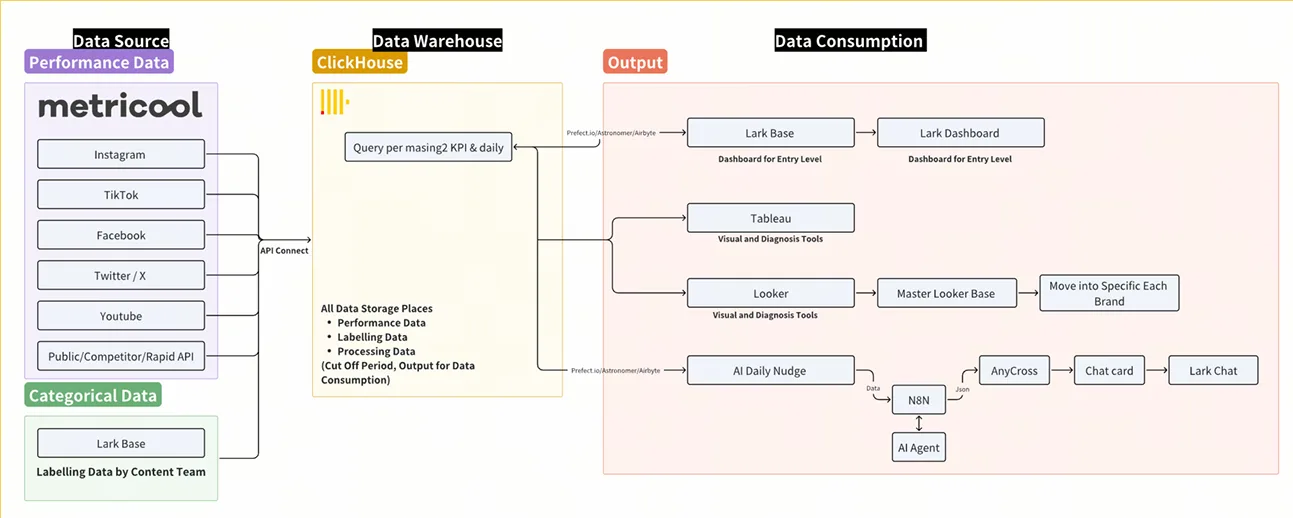 Data Source
Data Warehouse
Data Consumption
Performance Data
ClickHouse
Output
metricool
Instagram
TikTok
Facebook
Twitter / X
Youtube
Public/Competitor/Rapid API
Categorical Data
Lark Base
Labelling Data by Content Team
API Connect
Query per masing2 KPI & daily
All Data Storage Places
• Performance Data
• Labelling Data
• Processing Data
(Cut Off Period, Output for Data
Consumption)
Prefect.io/Astronomer/Airbyte
Lark Base
Dashboard for Entry Level
Lark Dashboard
Dashboard for Entry Level
Tableau
Visual and Diagnosis Tools
Looker
Visual and Diagnosis Tools
Master Looker Base
Move into Specific Each
Brand
Prefect.io/Astronomer/Airbyte
AI Daily Nudge
Data
N8N
AI Agent
Json
AnyCross
Chat card
Lark Chat